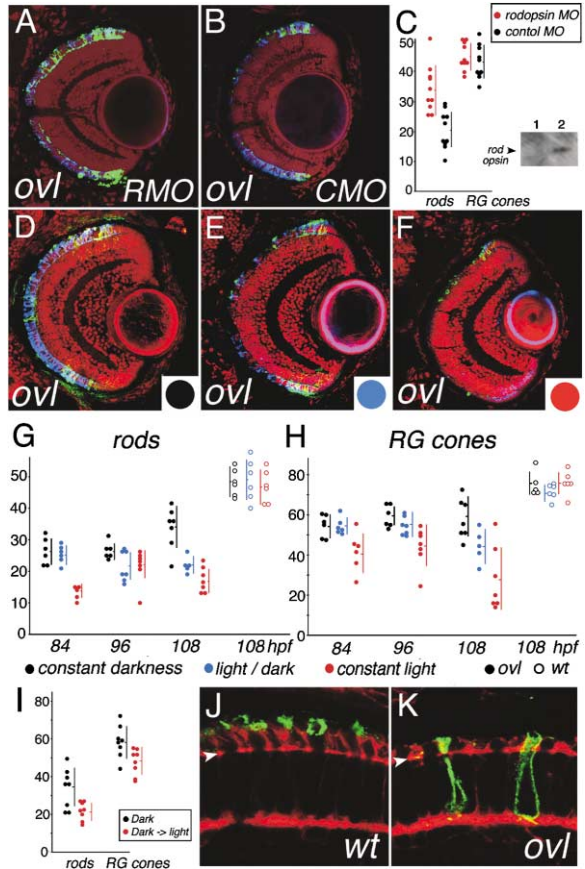 A
ovl RMO
B
ovl CMO
C
rodopsin MO
contol MO
50
40
30
20
10
rods RG cones
1 2
rod
opsin
D
ovl
E
ovl
F
ovl
G
rods
50
40
30
20
10
0
84 96 108 108 hpf
H
RG cones
80
60
40
20
0
84 96 108 108 hpf
constant darkness light / dark constant light ovl wt
I
80
60
40
20
0
rods RG cones
Dark
Dark -> light
J
wt
K
ovl